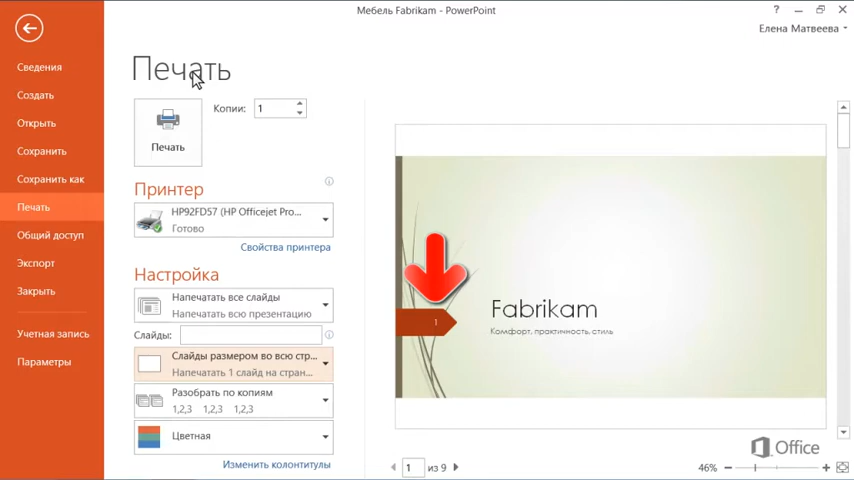 Мебель Fabrikam - PowerPoint
?
Елена Матвеева
Сведения
Создать
Открыть
Сохранить
Сохранить как
Печать
Общий доступ
Экспорт
Закрыть
Учетная запись
Параметры
Печать
Печать
Копии: 1
Принтер
HP92FD57 (HP Officejet Pro...
Готово
Свойства принтера
Настройка
Напечатать все слайды
Напечатать всю презентацию
Слайды:
Слайды размером во всю стр...
Напечатать 1 слайд на стран...
Разобрать по копиям
1,2,3 1,2,3 1,2,3
Цветная
Изменить колонтитулы
1
Fabrikam
Комфорт, практичность, стиль
Office
1 из 9
46%